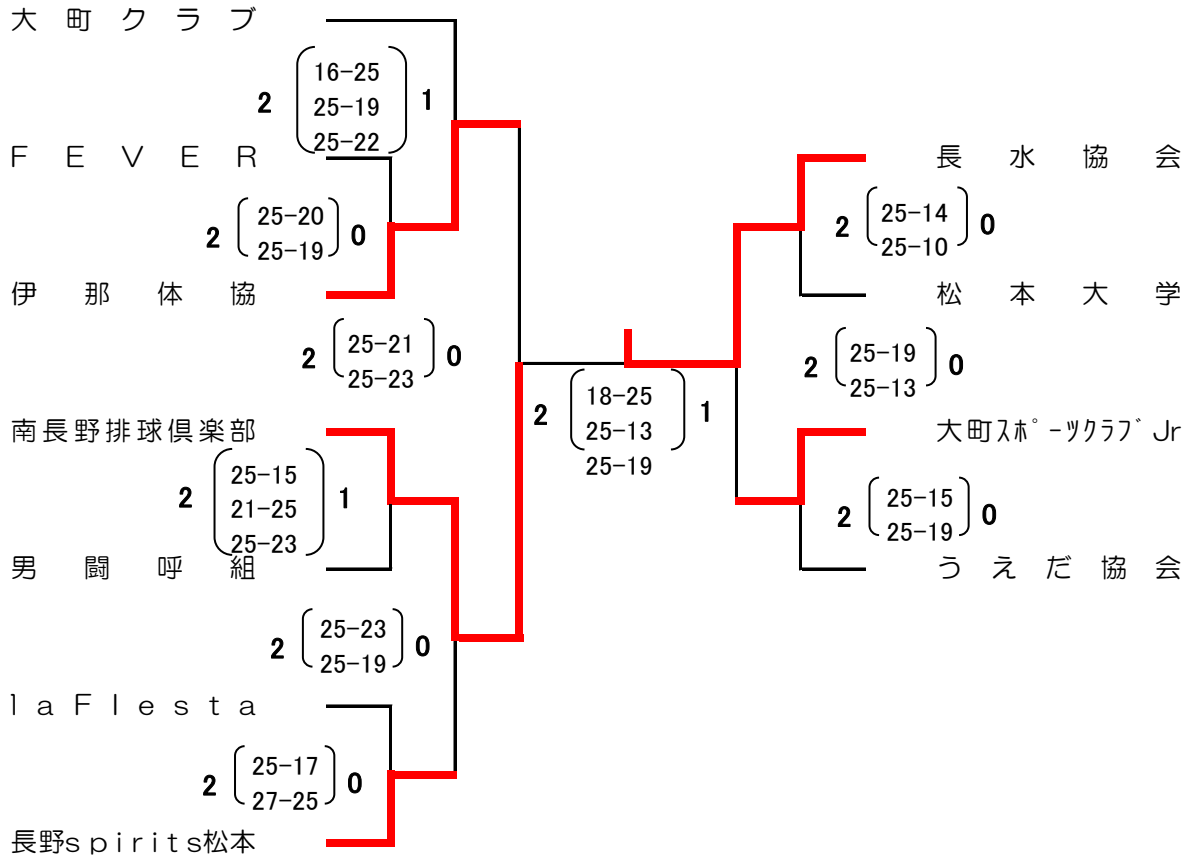 大町クラブ
2 16-25 1
25-19
25-22
FEVER
2 25-20 0
25-19
伊那体協
2 25-21 0
25-23
南長野排球倶楽部
2 25-15 1
21-25
25-23
男闘呼組
2 25-23 0
25-19
laFIesta
2 25-17 0
27-25
長野spirits松本
2 18-25 1
25-13
25-19
長水協会
2 25-14 0
25-10
松本大学
2 25-19 0
25-13
大町ｽﾎﾟｰﾂｸﾗﾌﾞJr
2 25-15 0
25-19
うえだ協会